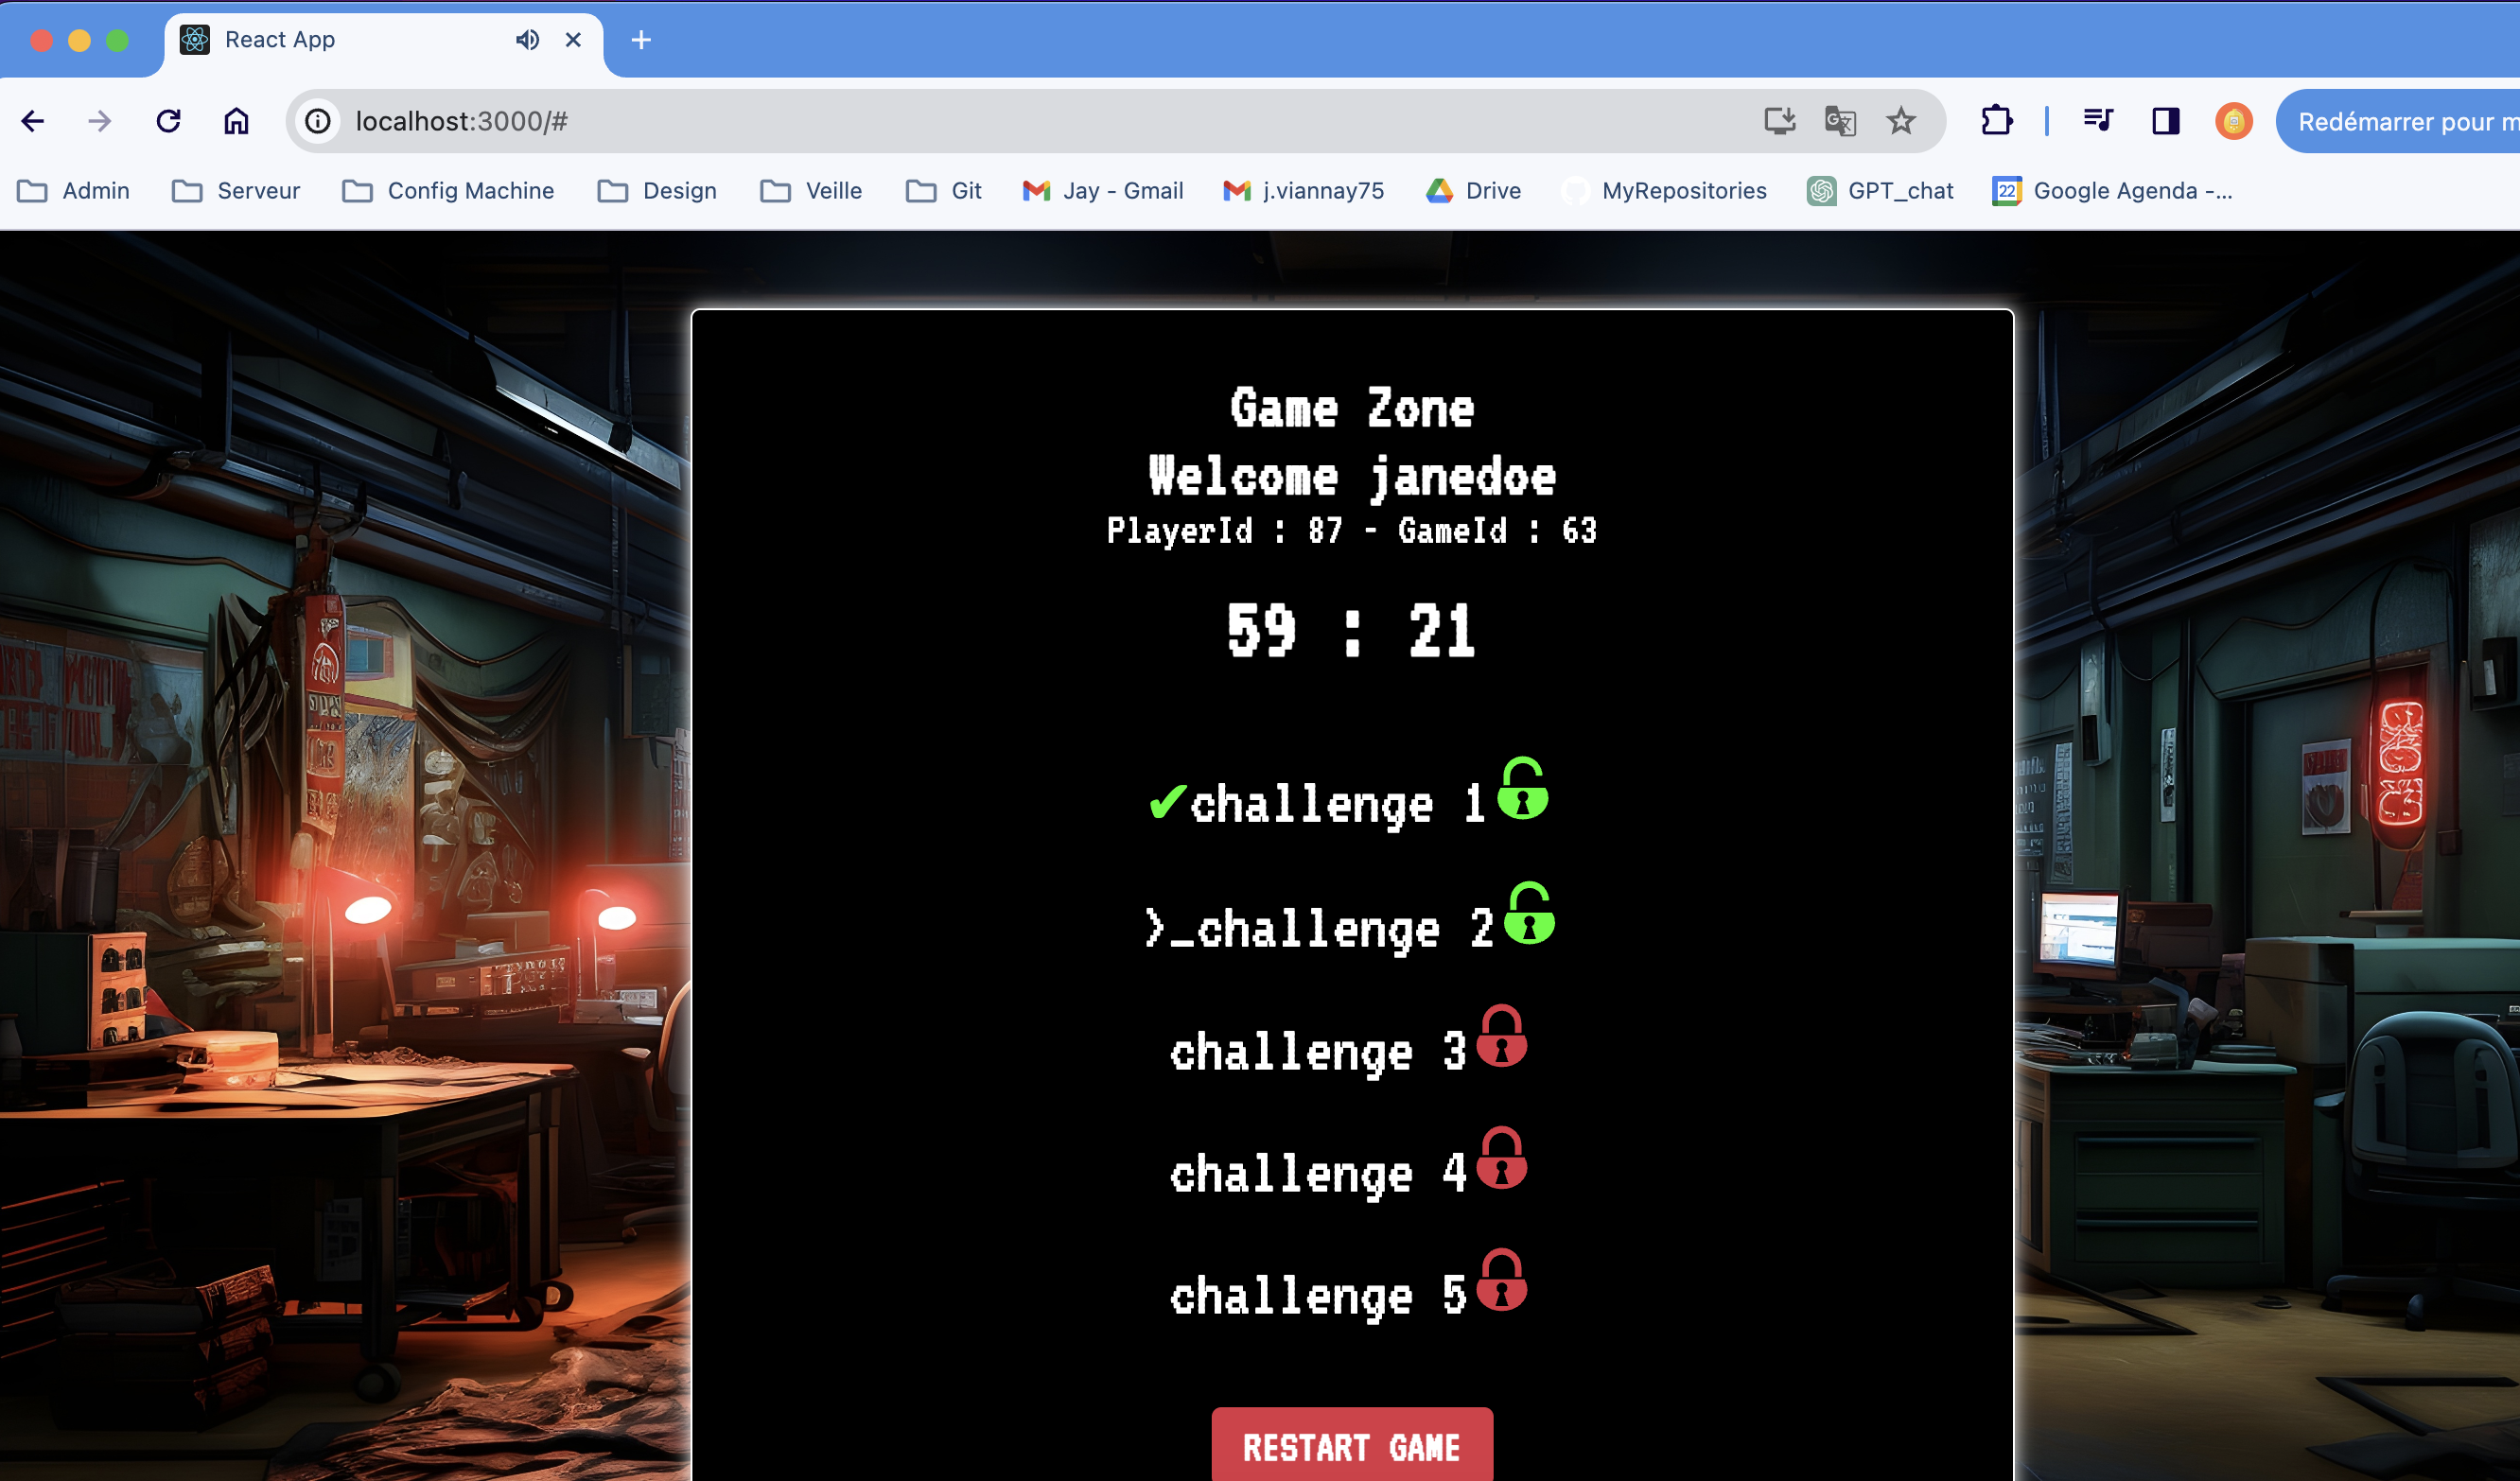 React App
localhost:3000/#
Redémarrer pour m
Admin
Serveur
Config Machine
Design
Veille
Git
Jay - Gmail
j.viannay75
Drive
MyRepositories
GPT_chat
22
Google Agenda -...
Game Zone
Welcome janedoe
PlayerId : 87 - GameId : 63
59 : 21
✔challenge 1
❯_challenge 2
challenge 3
challenge 4
challenge 5
RESTART GAME